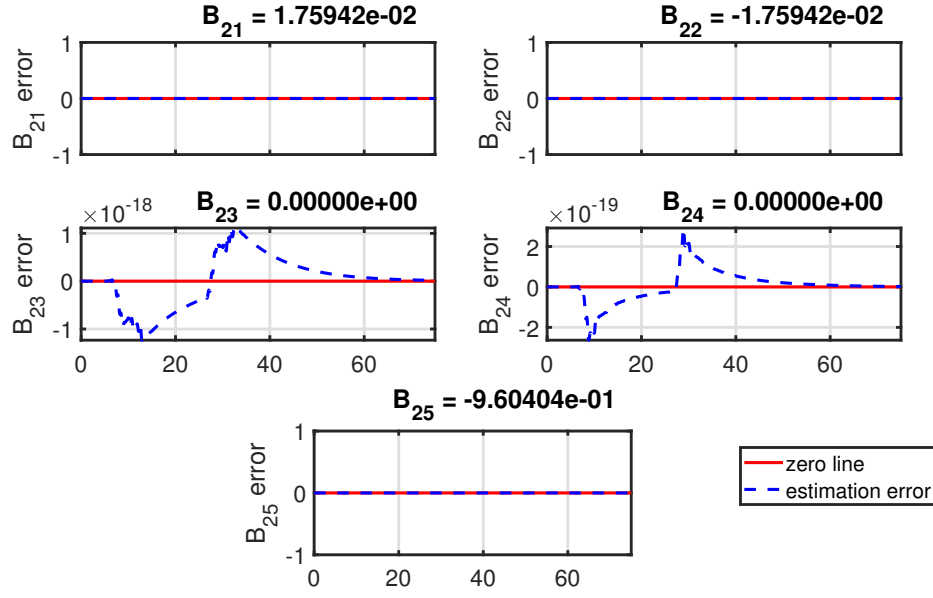 B₂₁ = 1.75942e-02
B₂₁ error
1
0
-1
B₂₂ = -1.75942e-02
B₂₂ error
1
0
-1
B₂₃ = 0.00000e+00
×10⁻¹⁸
B₂₃ error
1
0
-1
0 20 40 60
B₂₄ = 0.00000e+00
×10⁻¹⁹
B₂₄ error
2
0
-2
0 20 40 60
B₂₅ = -9.60404e-01
B₂₅ error
1
0
-1
0 20 40 60
zero line
estimation error